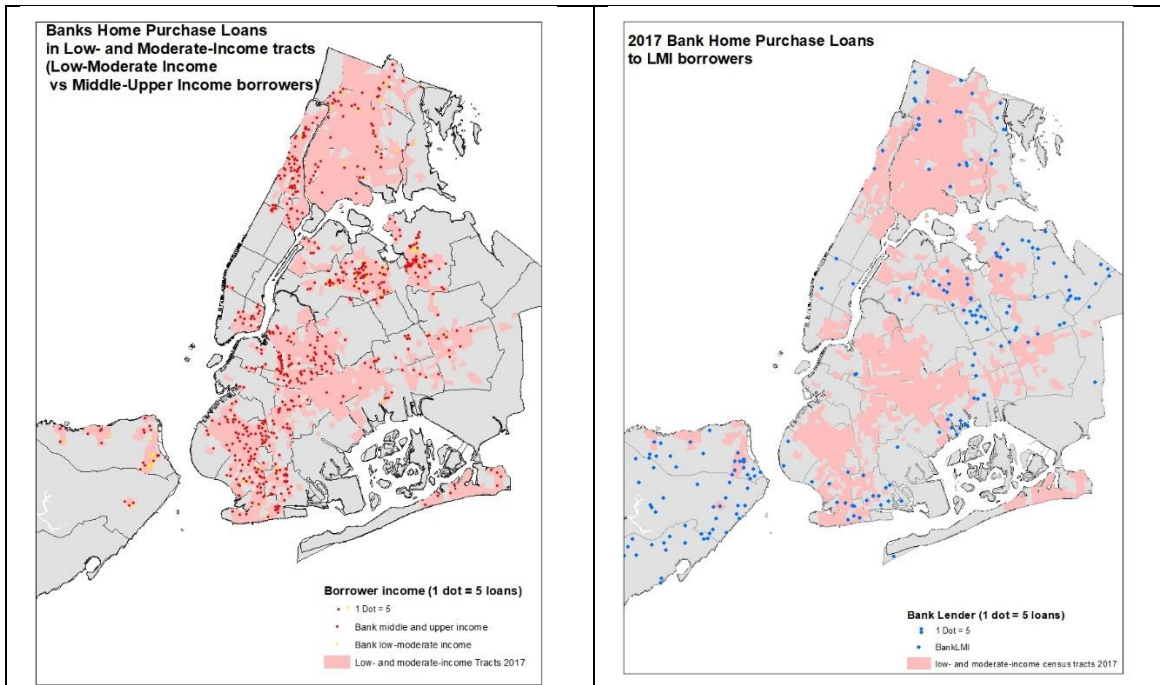 Banks Home Purchase Loans
in Low- and Moderate-Income tracts
(Low-Moderate Income
vs Middle-Upper Income borrowers)
Borrower income (1 dot = 5 loans)
1 Dot = 5
Bank middle and upper income
Bank low-moderate income
Low- and moderate-income Tracts 2017
2017 Bank Home Purchase Loans
to LMI borrowers
Bank Lender (1 dot = 5 loans)
1 Dot = 5
BankLMI
low- and moderate-income census tracts 2017